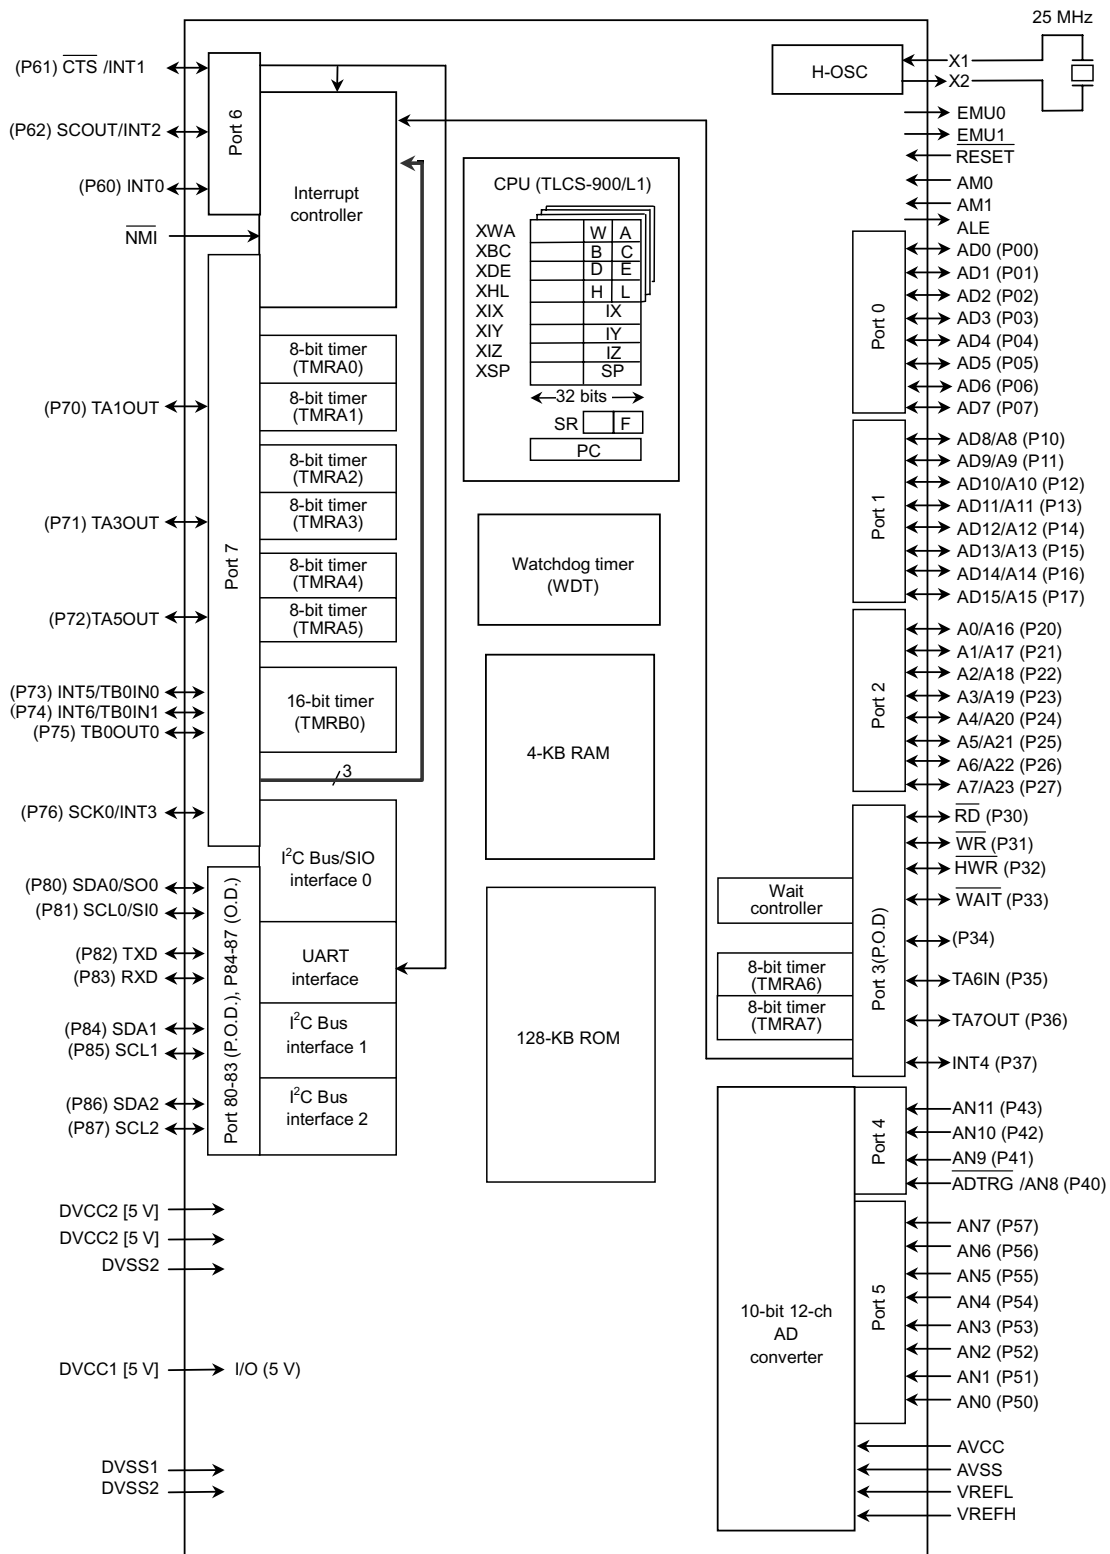 25 MHz
(P61) CTS /INT1
(P62) SCOUT/INT2
(P60) INT0
NMI
Port 6
Interrupt
controller
(P70) TA1OUT
(P71) TA3OUT
(P72)TA5OUT
(P73) INT5/TB0IN0
(P74) INT6/TB0IN1
(P75) TB0OUT0
(P76) SCK0/INT3
Port 7
8-bit timer
(TMRA0)
8-bit timer
(TMRA1)
8-bit timer
(TMRA2)
8-bit timer
(TMRA3)
8-bit timer
(TMRA4)
8-bit timer
(TMRA5)
16-bit timer
(TMRB0)
3
(P80) SDA0/SO0
(P81) SCL0/SI0
(P82) TXD
(P83) RXD
(P84) SDA1
(P85) SCL1
(P86) SDA2
(P87) SCL2
Port 80-83 (P.O.D.), P84-87 (O.D.)
I²C Bus/SIO
interface 0
UART
interface
I²C Bus
interface 1
I²C Bus
interface 2
DVCC2 [5 V]
DVCC2 [5 V]
DVSS2
DVCC1 [5 V]
I/O (5 V)
DVSS1
DVSS2
CPU (TLCS-900/L1)
XWA W A
XBC B C
XDE D E
XHL H L
XIX IX
XIY IY
XIZ IZ
XSP SP
32 bits
SR F
PC
Watchdog timer
(WDT)
4-KB RAM
128-KB ROM
H-OSC
X1
X2
EMU0
EMU1
RESET
AM0
AM1
ALE
Port 0
AD0 (P00)
AD1 (P01)
AD2 (P02)
AD3 (P03)
AD4 (P04)
AD5 (P05)
AD6 (P06)
AD7 (P07)
Port 1
AD8/A8 (P10)
AD9/A9 (P11)
AD10/A10 (P12)
AD11/A11 (P13)
AD12/A12 (P14)
AD13/A13 (P15)
AD14/A14 (P16)
AD15/A15 (P17)
Port 2
A0/A16 (P20)
A1/A17 (P21)
A2/A18 (P22)
A3/A19 (P23)
A4/A20 (P24)
A5/A21 (P25)
A6/A22 (P26)
A7/A23 (P27)
Wait
controller
8-bit timer
(TMRA6)
8-bit timer
(TMRA7)
Port 3(P.O.D)
RD (P30)
WR (P31)
HWR (P32)
WAIT (P33)
(P34)
TA6IN (P35)
TA7OUT (P36)
INT4 (P37)
10-bit 12-ch
AD
converter
Port 4
AN11 (P43)
AN10 (P42)
AN9 (P41)
ADTRG /AN8 (P40)
Port 5
AN7 (P57)
AN6 (P56)
AN5 (P55)
AN4 (P54)
AN3 (P53)
AN2 (P52)
AN1 (P51)
AN0 (P50)
AVCC
AVSS
VREFL
VREFH